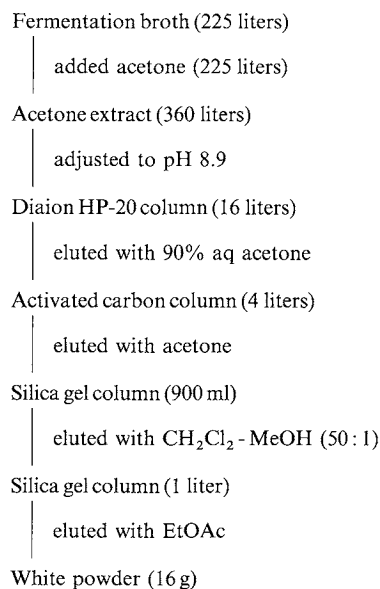 Fermentation broth (225 liters)
added acetone (225 liters)
Acetone extract (360 liters)
adjusted to pH 8.9
Diaion HP-20 column (16 liters)
eluted with 90% aq acetone
Activated carbon column (4 liters)
eluted with acetone
Silica gel column (900 ml)
eluted with CH₂Cl₂ - MeOH (50 : 1)
Silica gel column (1 liter)
eluted with EtOAc
White powder (16 g)